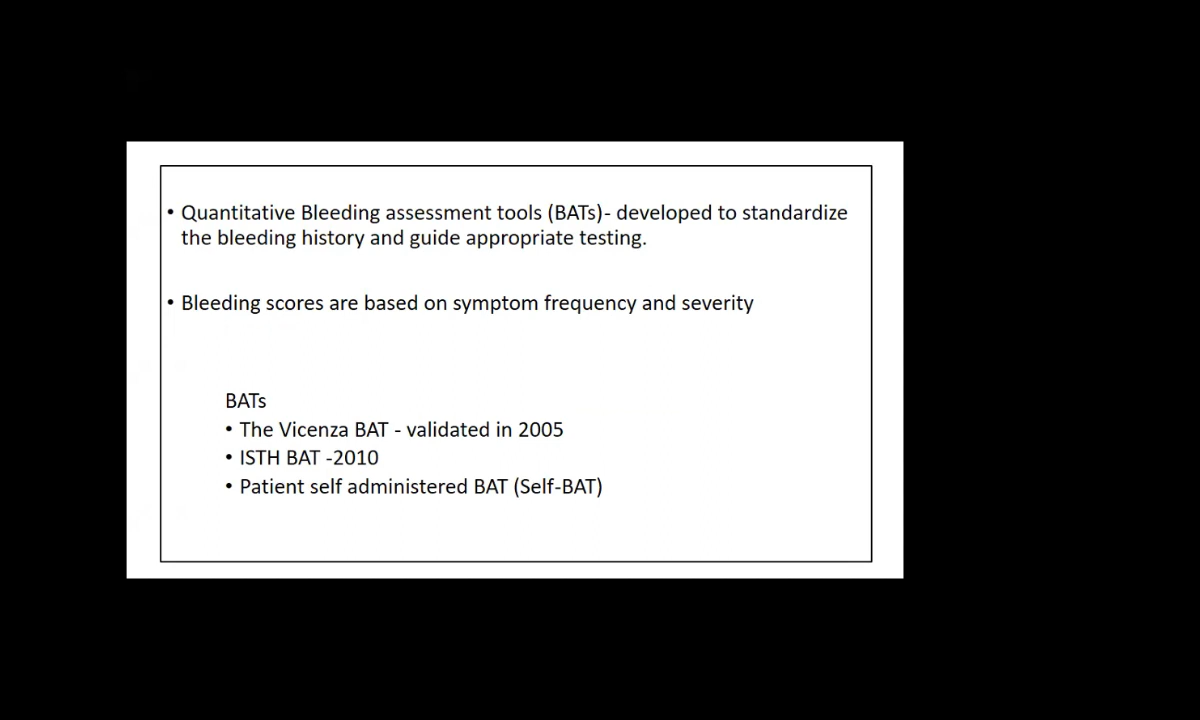 • Quantitative Bleeding assessment tools (BATs)- developed to standardize
the bleeding history and guide appropriate testing.
• Bleeding scores are based on symptom frequency and severity
BATs
• The Vicenza BAT - validated in 2005
• ISTH BAT -2010
• Patient self administered BAT (Self-BAT)